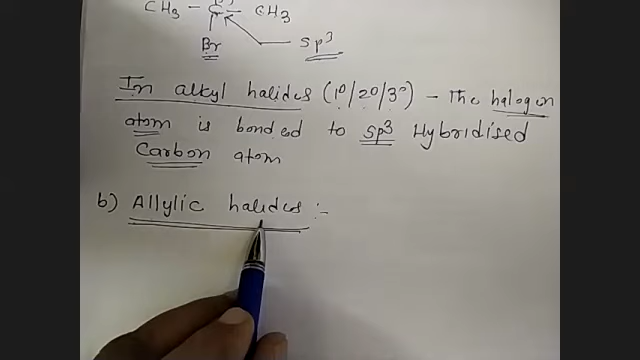 CH3 - C - CH3
Br
Sp³
In alkyl halides (1°/2°/3°) - The halogen
atom is bonded to Sp³ Hybridised
Carbon atom
b) Allylic halides :-